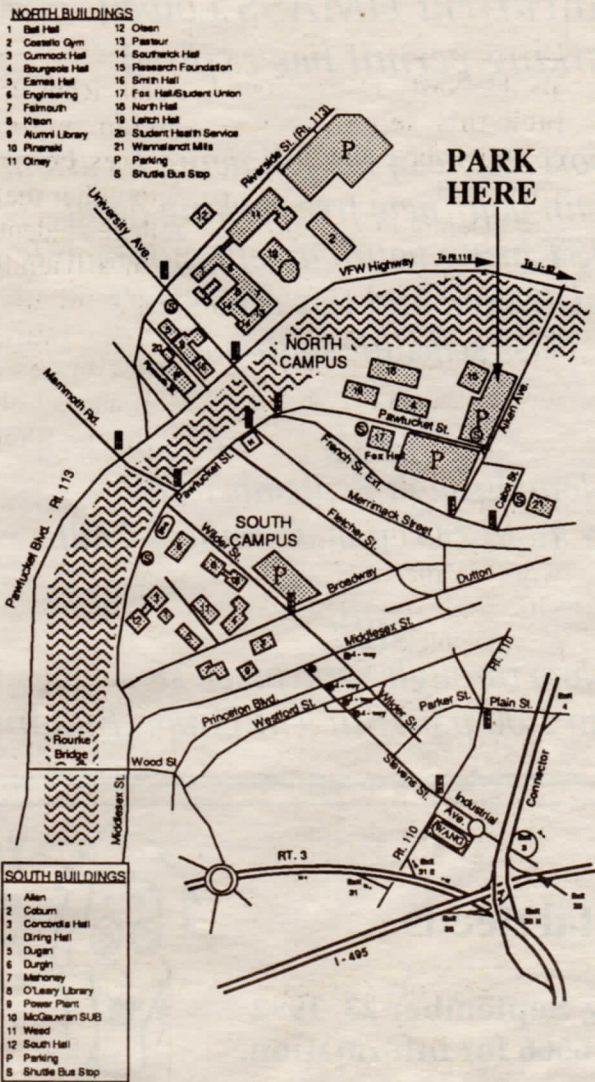 NORTH BUILDINGS
1 Ball Hall
2 Costello Gym
3 Cumnock Hall
4 Bourgeois Hall
5 Eames Hall
6 Engineering
7 Falmouth
8 Kitson
9 Alumni Library
10 Pinanski
11 Olney
12 Olsen
13 Pasteur
14 Southwick Hall
15 Research Foundation
16 Smith Hall
17 Fox Hall/Student Union
18 North Hall
19 Leitch Hall
20 Student Health Service
21 Wannalancit Mills
P Parking
S Shuttle Bus Stop
Riverside St. (Rt. 113)
P
PARK
HERE
University Ave.
VFW Highway
To Rt.110
NORTH
CAMPUS
Mammoth Rd.
Pawtucket St.
Aiken Ave.
P
S
17
Fox Hall
P
French St. Ext.
Cabot St.
Pawtucket St.
Merrimack Street
Fletcher St.
Pawtucket Blvd. - Rt. 113
SOUTH
CAMPUS
Wilder St.
P
Broadway
Dutton
Middlesex St.
Princeton Blvd.
Westford St.
Wilder St.
Rt. 110
Parker St.
Plain St.
Exit
4
Rourke
Bridge
Wood St.
Middlesex St.
Stevens St.
Industrial
Ave.
Connector
WANG
Rt. 110
RT. 3
I - 495
SOUTH BUILDINGS
1 Allen
2 Coburn
3 Concordia Hall
4 Dining Hall
5 Dugan
6 Durgin
7 Mahoney
8 O'Leary Library
9 Power Plant
10 McGauvran SUB
11 Weed
12 South Hall
P Parking
S Shuttle Bus Stop